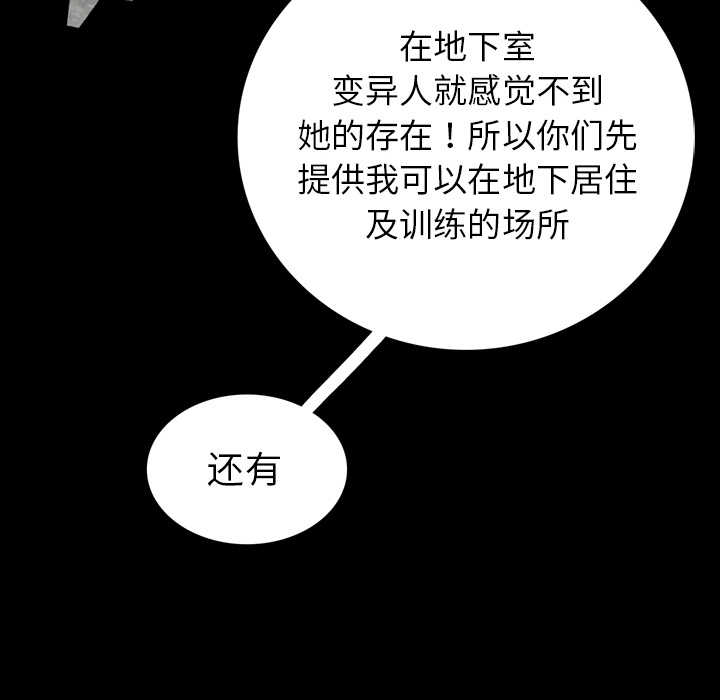 在地下室
变异人就感觉不到
她的存在！所以你们先
提供我可以在地下居住
及训练的场所
还有